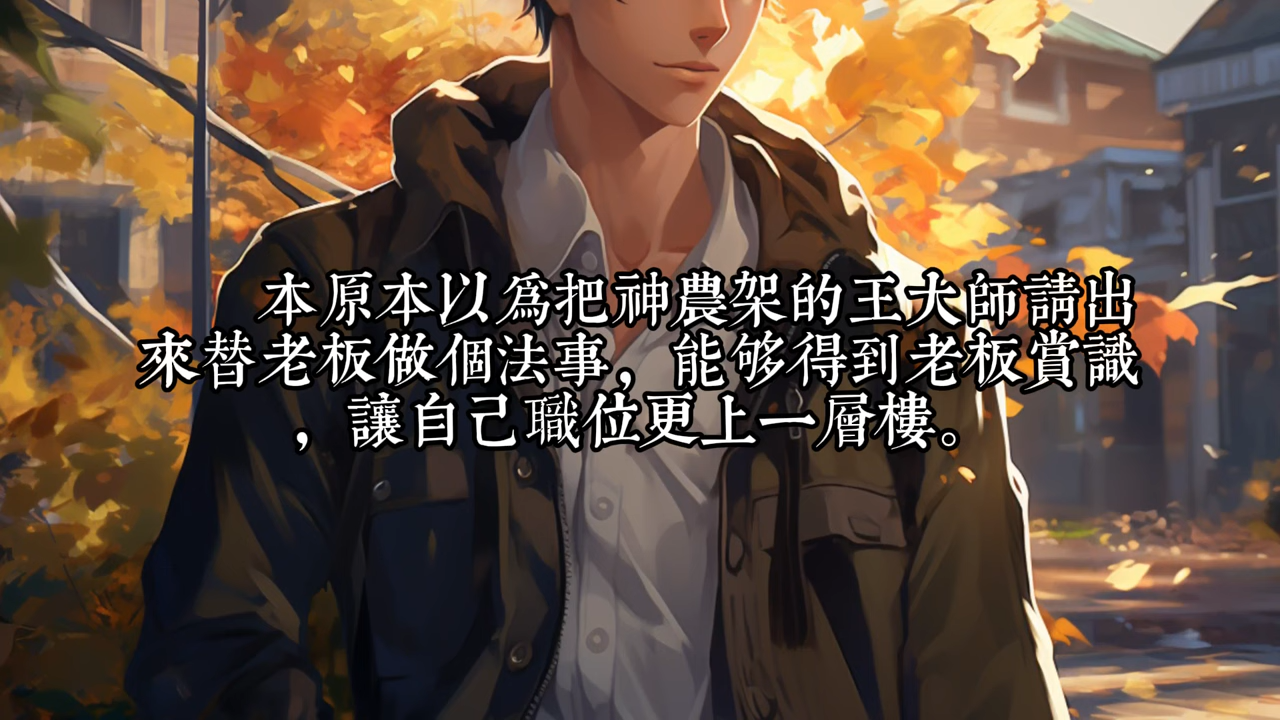 本原本以爲把神農架的王大師請出
來替老板做個法事，能够得到老板賞識
，讓自己職位更上一層樓。